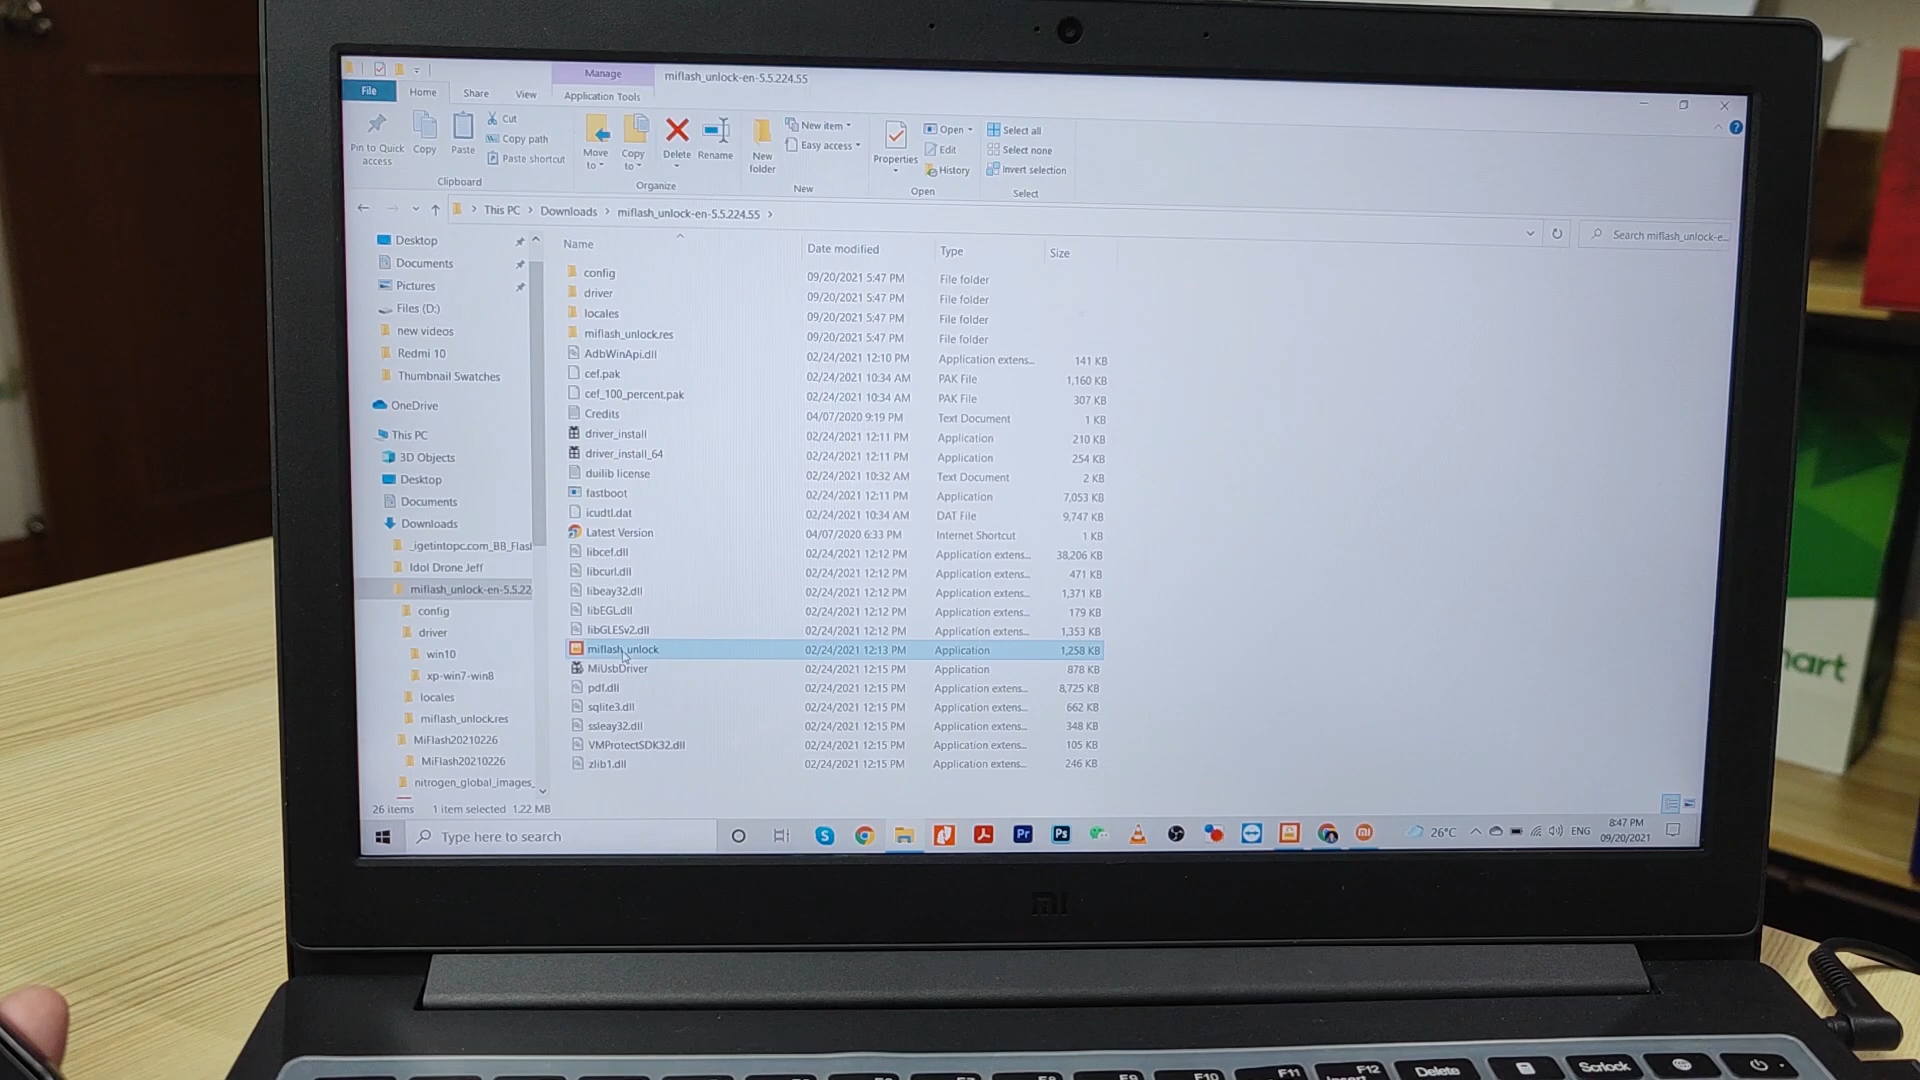 Manage
miflash_unlock-en-5.5.224.55
File
Home
Share
View
Application Tools
Pin to Quick access
Copy
Paste
Cut
Copy path
Paste shortcut
Clipboard
Move to
Copy to
Delete
Rename
Organize
New folder
New item
Easy access
New
Properties
Open
Edit
History
Open
Select all
Select none
Invert selection
Select
This PC > Downloads > miflash_unlock-en-5.5.224.55 >
Search miflash_unlock-e...
Desktop
Documents
Pictures
Files (D:)
new videos
Redmi 10
Thumbnail Swatches
OneDrive
This PC
3D Objects
Desktop
Documents
Downloads
_igetintopc.com_BB_Flash
Idol Drone Jeff
miflash_unlock-en-5.5.22
config
driver
win10
xp-win7-win8
locales
miflash_unlock.res
MiFlash20210226
MiFlash20210226
nitrogen_global_images_
Name Date modified Type Size
config 09/20/2021 5:47 PM File folder
driver 09/20/2021 5:47 PM File folder
locales 09/20/2021 5:47 PM File folder
miflash_unlock.res 09/20/2021 5:47 PM File folder
AdbWinApi.dll 02/24/2021 12:10 PM Application extens... 141 KB
cef.pak 02/24/2021 10:34 AM PAK File 1,160 KB
cef_100_percent.pak 02/24/2021 10:34 AM PAK File 307 KB
Credits 04/07/2020 9:19 PM Text Document 1 KB
driver_install 02/24/2021 12:11 PM Application 210 KB
driver_install_64 02/24/2021 12:11 PM Application 254 KB
duilib license 02/24/2021 10:32 AM Text Document 2 KB
fastboot 02/24/2021 12:11 PM Application 7,053 KB
icudtl.dat 02/24/2021 10:34 AM DAT File 9,747 KB
Latest Version 04/07/2020 6:33 PM Internet Shortcut 1 KB
libcef.dll 02/24/2021 12:12 PM Application extens... 38,206 KB
libcurl.dll 02/24/2021 12:12 PM Application extens... 471 KB
libeay32.dll 02/24/2021 12:12 PM Application extens... 1,371 KB
libEGL.dll 02/24/2021 12:12 PM Application extens... 179 KB
libGLESv2.dll 02/24/2021 12:12 PM Application extens... 1,353 KB
miflash_unlock 02/24/2021 12:13 PM Application 1,258 KB
MiUsbDriver 02/24/2021 12:15 PM Application 878 KB
pdf.dll 02/24/2021 12:15 PM Application extens... 8,725 KB
sqlite3.dll 02/24/2021 12:15 PM Application extens... 662 KB
ssleay32.dll 02/24/2021 12:15 PM Application extens... 348 KB
VMProtectSDK32.dll 02/24/2021 12:15 PM Application extens... 105 KB
zlib1.dll 02/24/2021 12:15 PM Application extens... 246 KB
26 items 1 item selected 1.22 MB
Type here to search
S
Pr
Ps
26°C
ENG
8:47 PM
09/20/2021
mi
F9
F10
F11
F12
Insert
Delete
Scrlock
mart